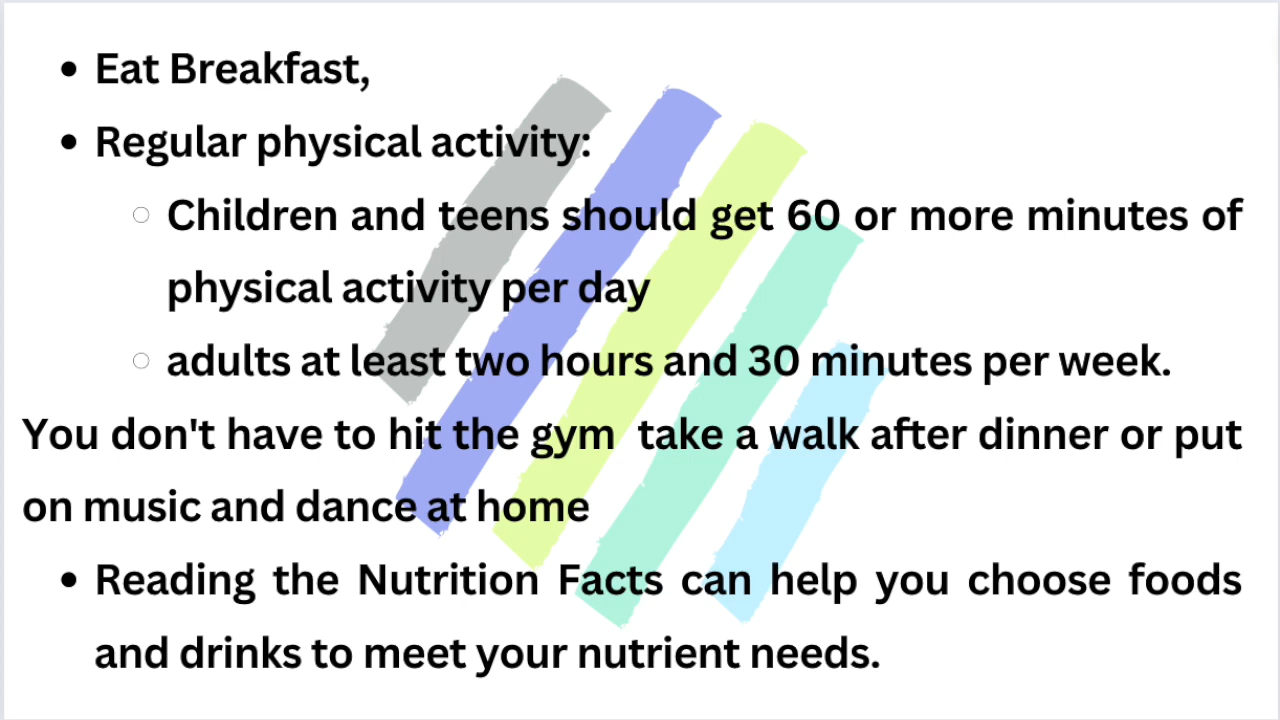 • Eat Breakfast,
• Regular physical activity:
○ Children and teens should get 60 or more minutes of
physical activity per day
○ adults at least two hours and 30 minutes per week.
You don't have to hit the gym  take a walk after dinner or put
on music and dance at home
• Reading the Nutrition Facts can help you choose foods
and drinks to meet your nutrient needs.